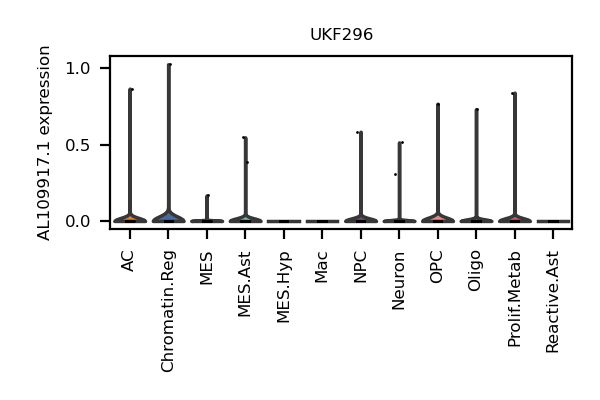 UKF296
AL109917.1 expression
1.0
0.5
0.0
AC
Chromatin.Reg
MES
MES.Ast
MES.Hyp
Mac
NPC
Neuron
OPC
Oligo
Prolif.Metab
Reactive.Ast